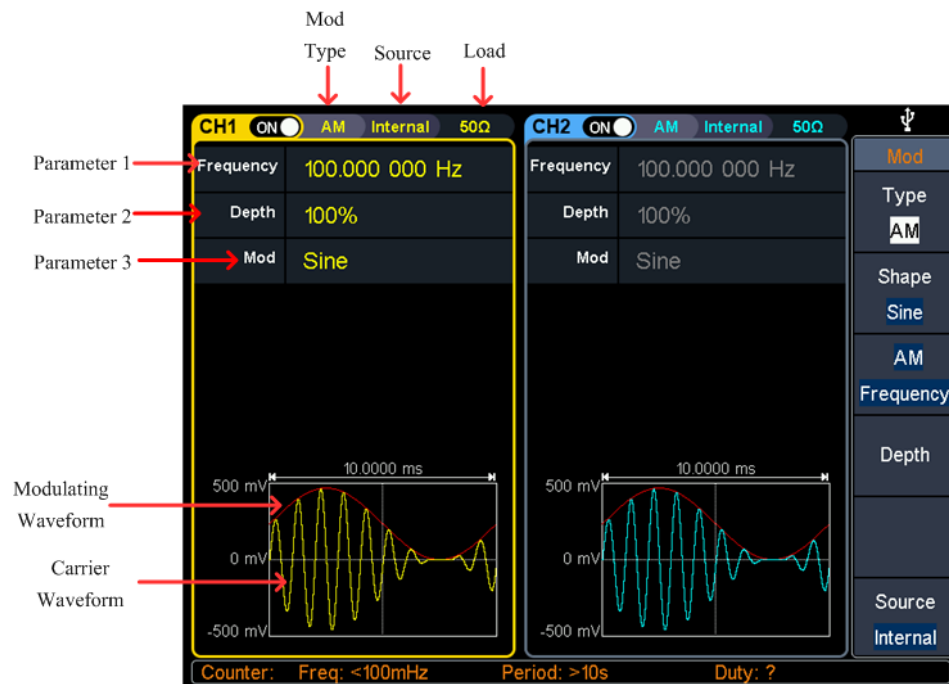 Mod
Type
Source
Load
CH1 ON AM Internal 50Ω
CH2 ON AM Internal 50Ω
Parameter 1
Frequency 100.000 000 Hz
Frequency 100.000 000 Hz
Parameter 2
Depth 100%
Depth 100%
Parameter 3
Mod Sine
Mod Sine
Mod
Type
AM
Shape
Sine
AM
Frequency
Depth
Source
Internal
10.0000 ms
500 mV
0 mV
-500 mV
10.0000 ms
500 mV
0 mV
-500 mV
Modulating
Waveform
Carrier
Waveform
Counter: Freq: <100mHz Period: >10s Duty: ?